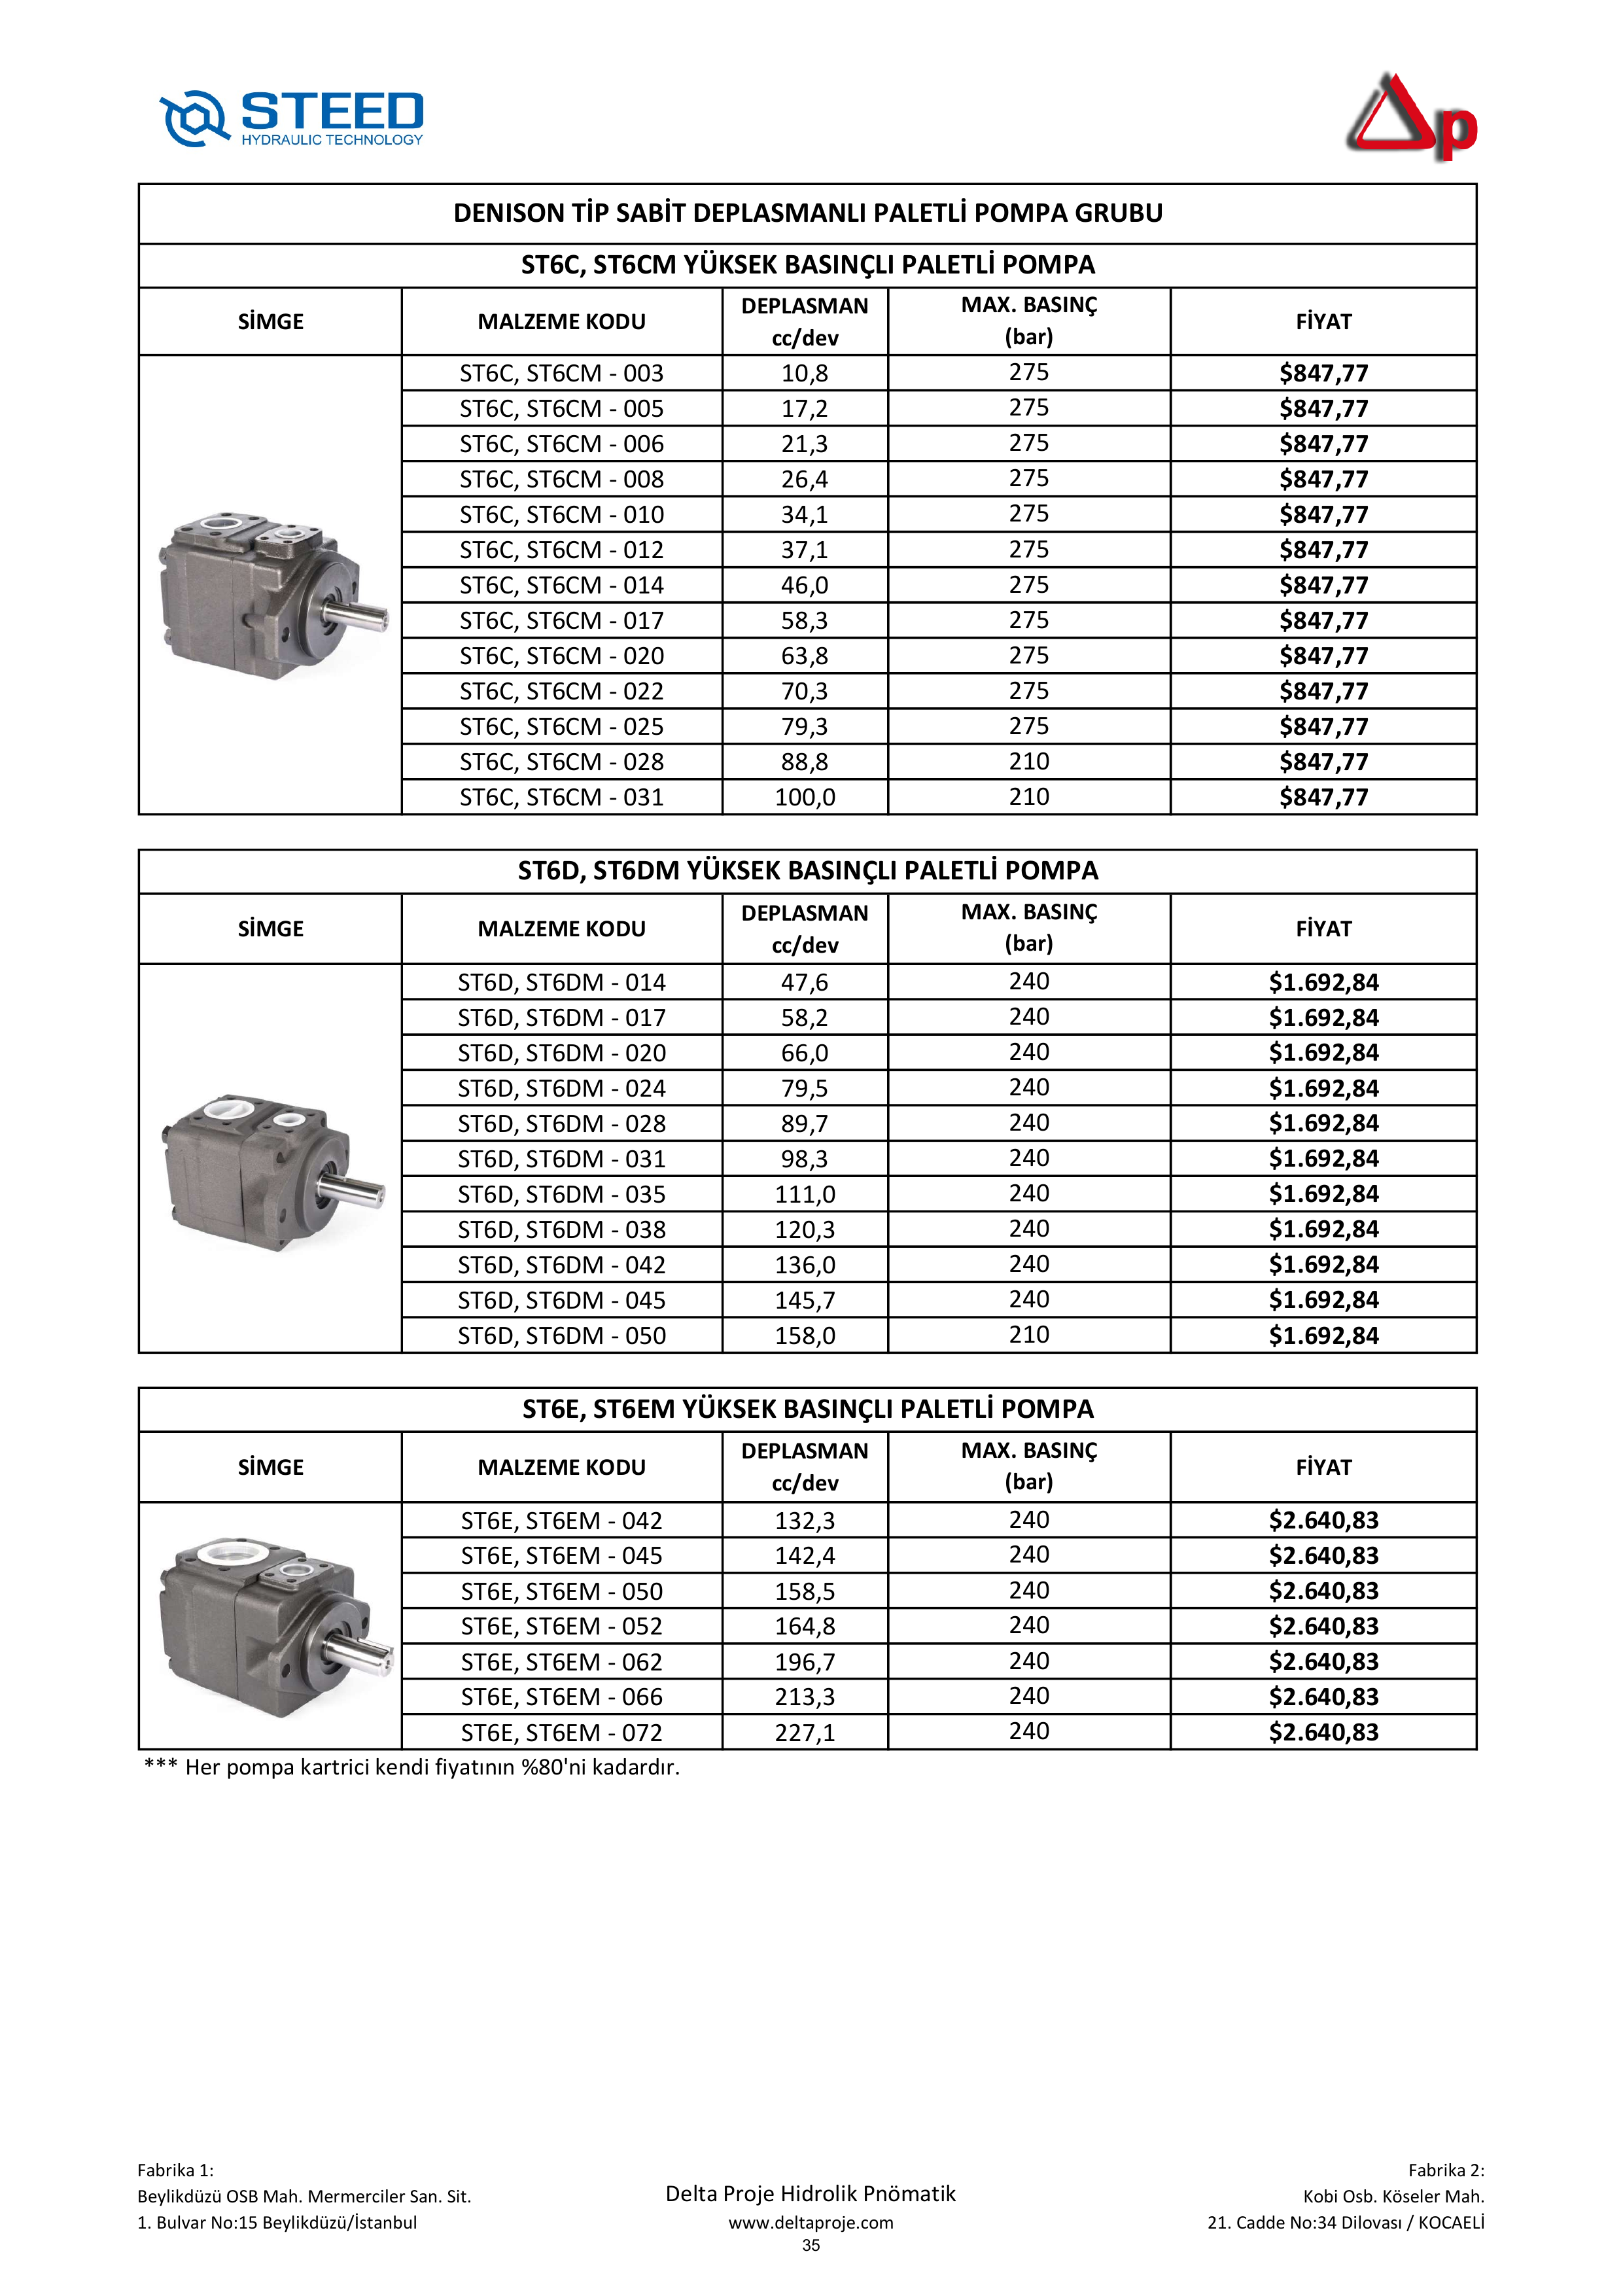 STEED
HYDRAULIC TECHNOLOGY
p
DENISON TİP SABİT DEPLASMANLI PALETLİ POMPA GRUBU
ST6C, ST6CM YÜKSEK BASINÇLI PALETLİ POMPA
SİMGE MALZEME KODU DEPLASMAN cc/dev MAX. BASINÇ (bar) FİYAT
ST6C, ST6CM - 003 10,8 275 $847,77
ST6C, ST6CM - 005 17,2 275 $847,77
ST6C, ST6CM - 006 21,3 275 $847,77
ST6C, ST6CM - 008 26,4 275 $847,77
ST6C, ST6CM - 010 34,1 275 $847,77
ST6C, ST6CM - 012 37,1 275 $847,77
ST6C, ST6CM - 014 46,0 275 $847,77
ST6C, ST6CM - 017 58,3 275 $847,77
ST6C, ST6CM - 020 63,8 275 $847,77
ST6C, ST6CM - 022 70,3 275 $847,77
ST6C, ST6CM - 025 79,3 275 $847,77
ST6C, ST6CM - 028 88,8 210 $847,77
ST6C, ST6CM - 031 100,0 210 $847,77
ST6D, ST6DM YÜKSEK BASINÇLI PALETLİ POMPA
SİMGE MALZEME KODU DEPLASMAN cc/dev MAX. BASINÇ (bar) FİYAT
ST6D, ST6DM - 014 47,6 240 $1.692,84
ST6D, ST6DM - 017 58,2 240 $1.692,84
ST6D, ST6DM - 020 66,0 240 $1.692,84
ST6D, ST6DM - 024 79,5 240 $1.692,84
ST6D, ST6DM - 028 89,7 240 $1.692,84
ST6D, ST6DM - 031 98,3 240 $1.692,84
ST6D, ST6DM - 035 111,0 240 $1.692,84
ST6D, ST6DM - 038 120,3 240 $1.692,84
ST6D, ST6DM - 042 136,0 240 $1.692,84
ST6D, ST6DM - 045 145,7 240 $1.692,84
ST6D, ST6DM - 050 158,0 210 $1.692,84
ST6E, ST6EM YÜKSEK BASINÇLI PALETLİ POMPA
SİMGE MALZEME KODU DEPLASMAN cc/dev MAX. BASINÇ (bar) FİYAT
ST6E, ST6EM - 042 132,3 240 $2.640,83
ST6E, ST6EM - 045 142,4 240 $2.640,83
ST6E, ST6EM - 050 158,5 240 $2.640,83
ST6E, ST6EM - 052 164,8 240 $2.640,83
ST6E, ST6EM - 062 196,7 240 $2.640,83
ST6E, ST6EM - 066 213,3 240 $2.640,83
ST6E, ST6EM - 072 227,1 240 $2.640,83
*** Her pompa kartrici kendi fiyatının %80'ni kadardır.
Fabrika 1:
Beylikdüzü OSB Mah. Mermerciler San. Sit.
1. Bulvar No:15 Beylikdüzü/İstanbul
Delta Proje Hidrolik Pnömatik
www.deltaproje.com
35
Fabrika 2:
Kobi Osb. Köseler Mah.
21. Cadde No:34 Dilovası / KOCAELİ